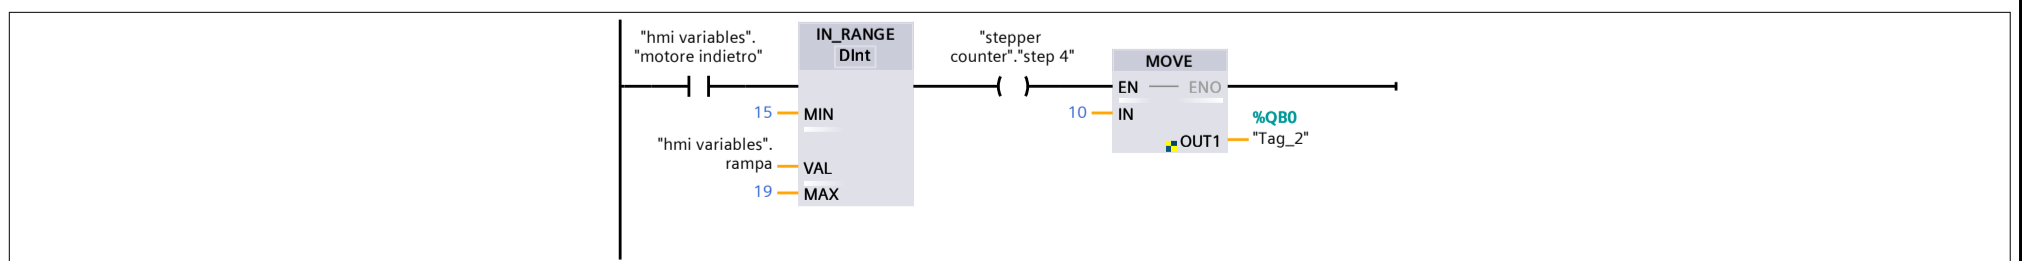 "hmi variables".
"motore indietro"
IN_RANGE
DInt
"stepper
counter"."step 4"
MOVE
EN
ENO
15
MIN
10
IN
%QB0
"hmi variables".
rampa
VAL
OUT1
"Tag_2"
19
MAX